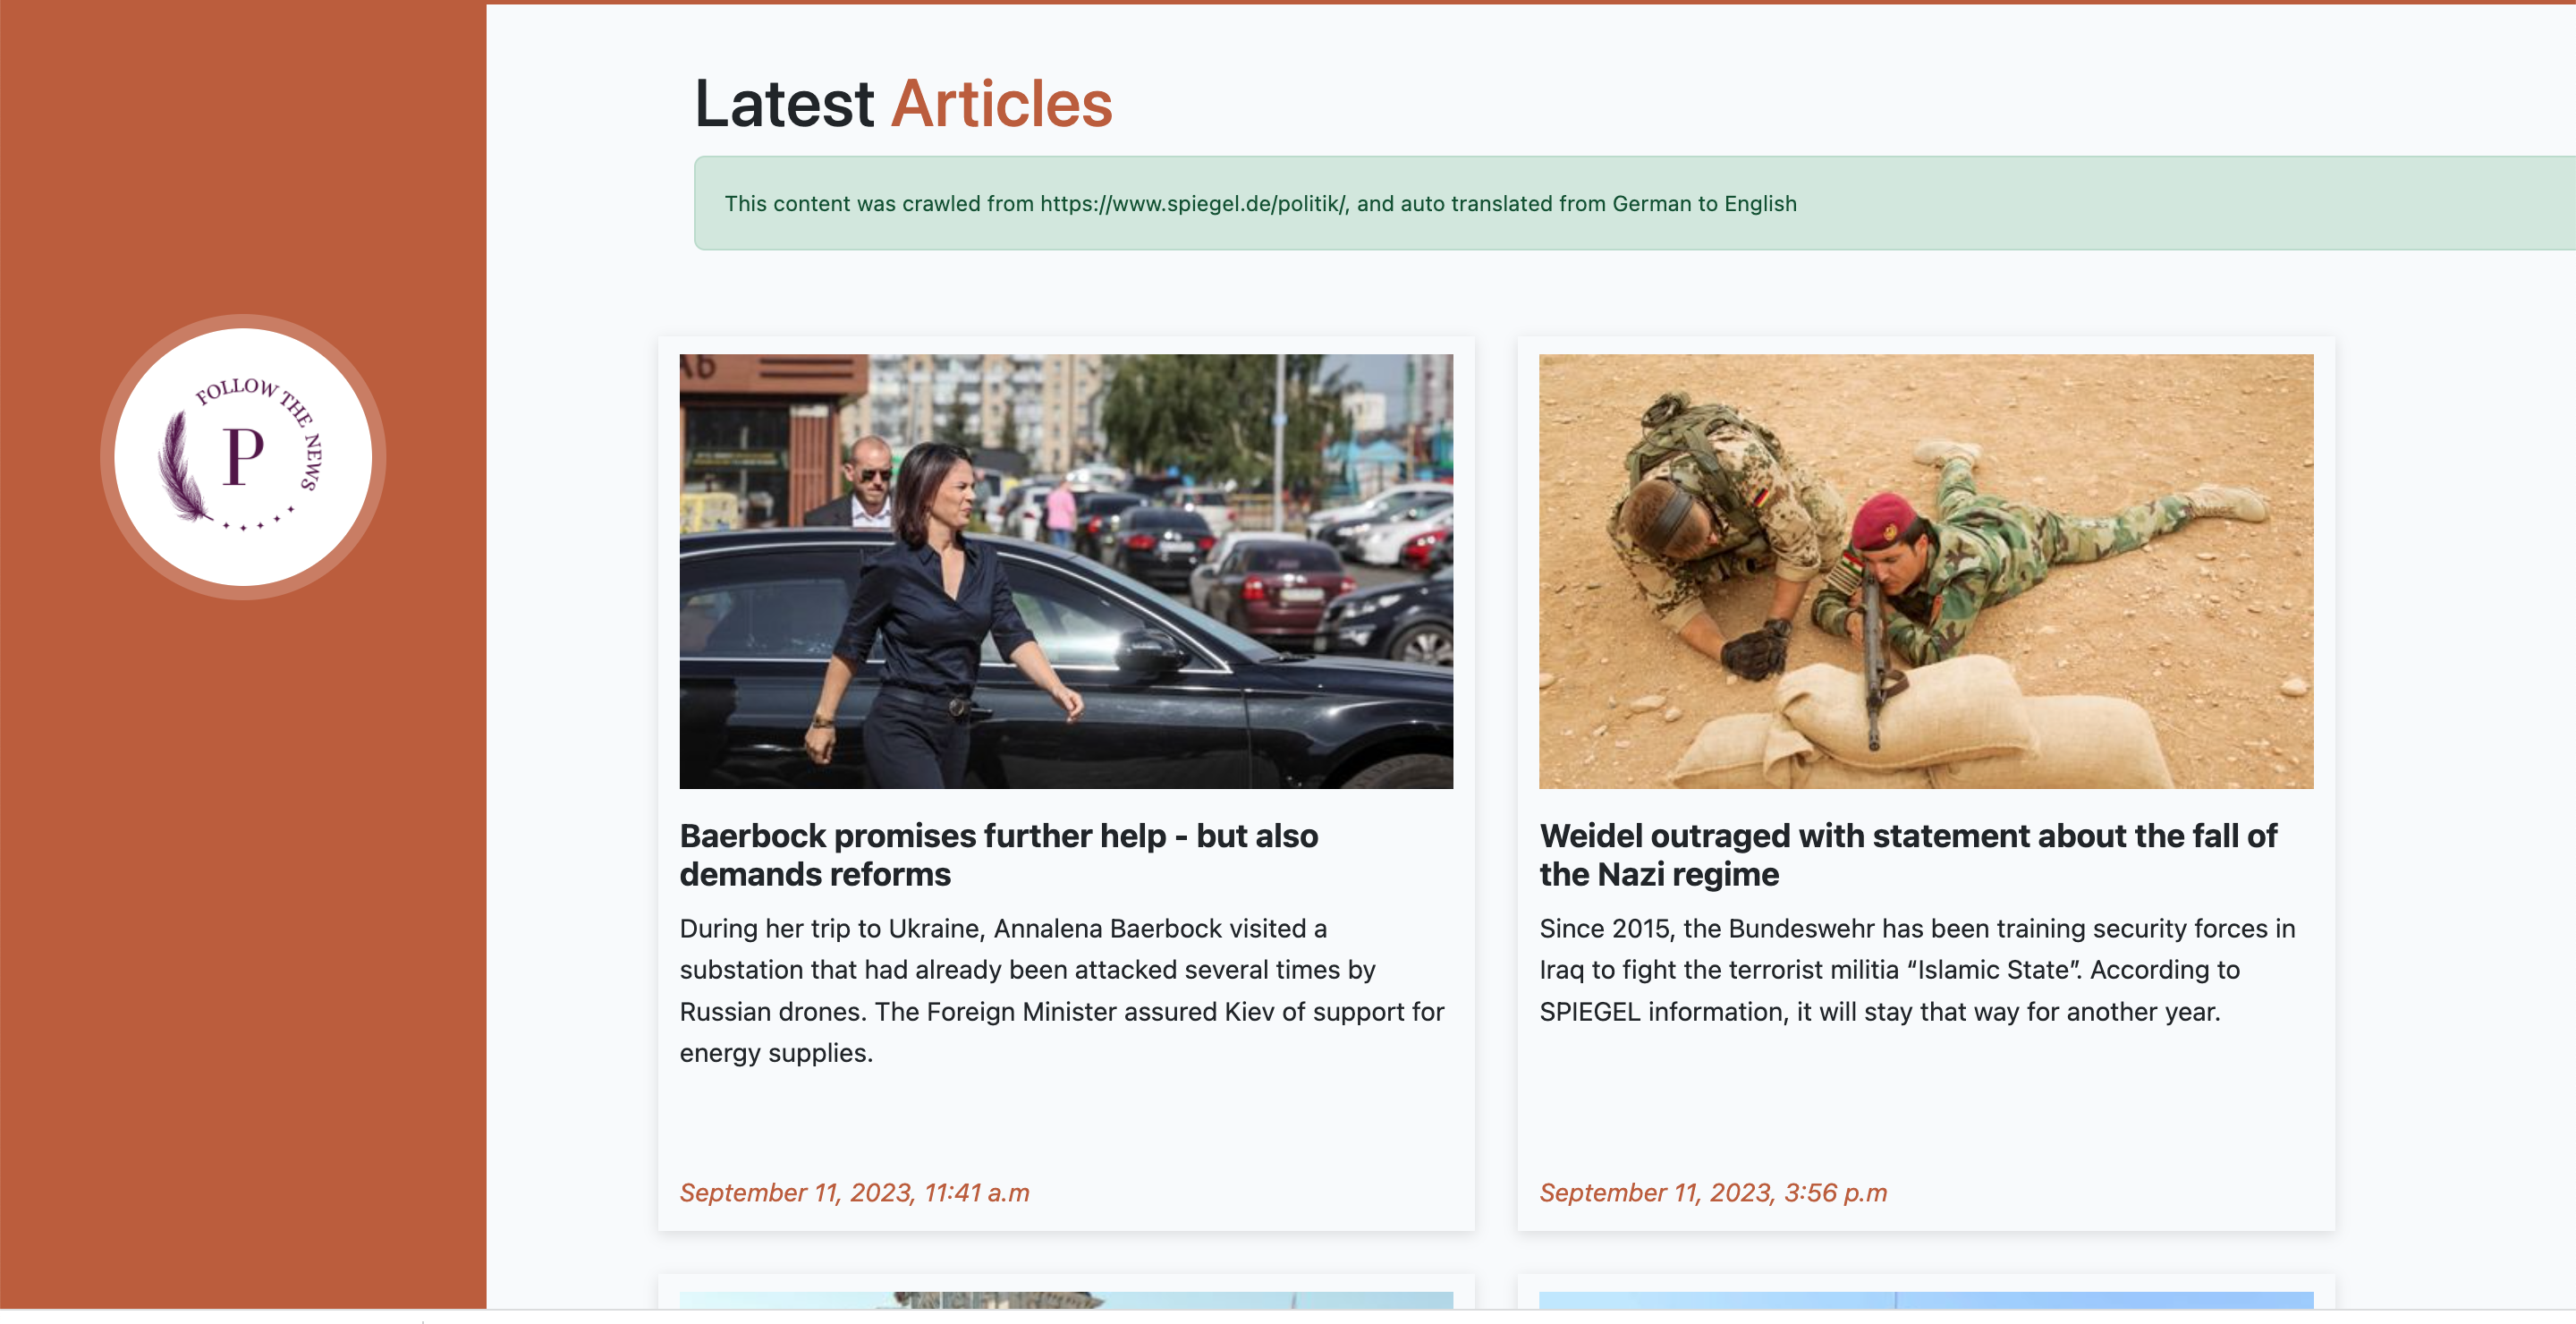 Latest Articles
This content was crawled from https://www.spiegel.de/politik/, and auto translated from German to English
FOLLOW THE NEWS
P
Baerbock promises further help - but also
demands reforms
During her trip to Ukraine, Annalena Baerbock visited a
substation that had already been attacked several times by
Russian drones. The Foreign Minister assured Kiev of support for
energy supplies.
September 11, 2023, 11:41 a.m
Weidel outraged with statement about the fall of
the Nazi regime
Since 2015, the Bundeswehr has been training security forces in
Iraq to fight the terrorist militia “Islamic State”. According to
SPIEGEL information, it will stay that way for another year.
September 11, 2023, 3:56 p.m